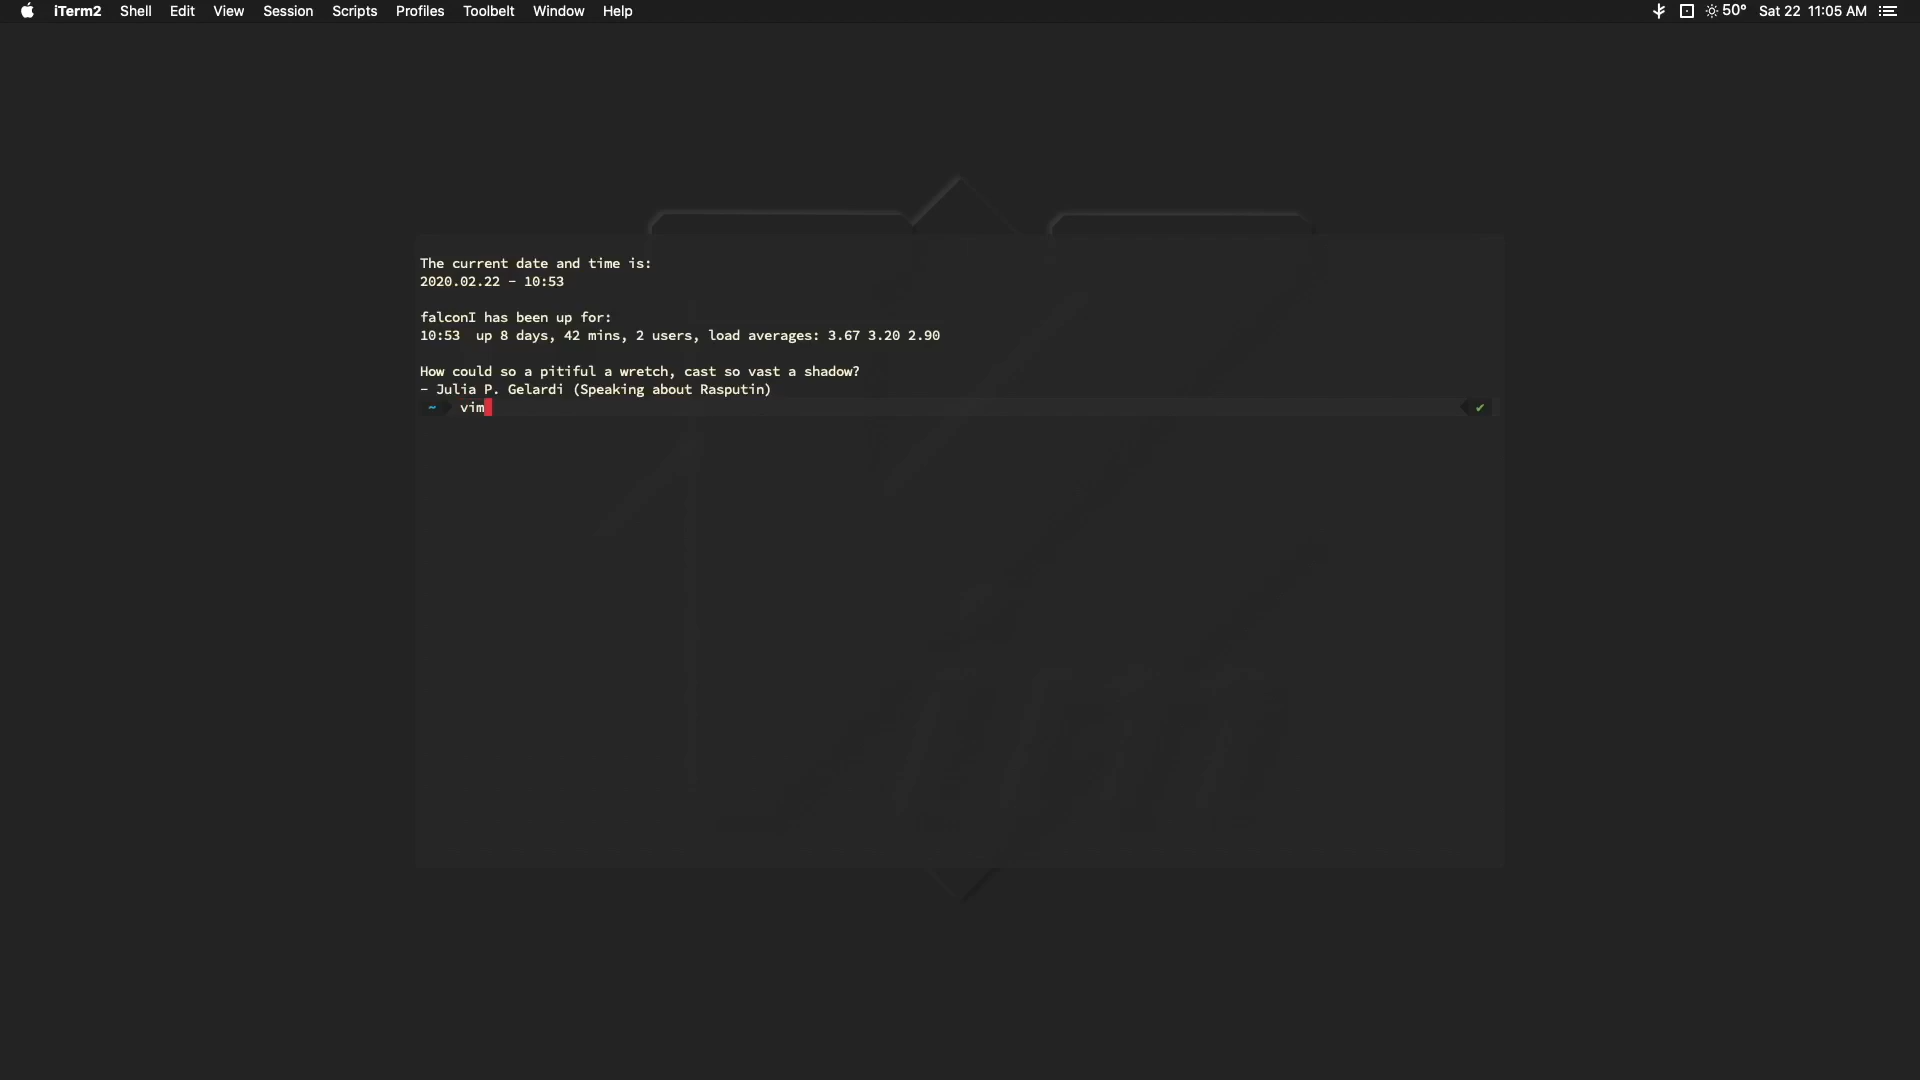 iTerm2 Shell Edit View Session Scripts Profiles Toolbelt Window Help 50° Sat 22 11:05 AM
The current date and time is:
2020.02.22 - 10:53
falconI has been up for:
10:53  up 8 days, 42 mins, 2 users, load averages: 3.67 3.20 2.90
How could so a pitiful a wretch, cast so vast a shadow?
- Julia P. Gelardi (Speaking about Rasputin)
~ vim ✔